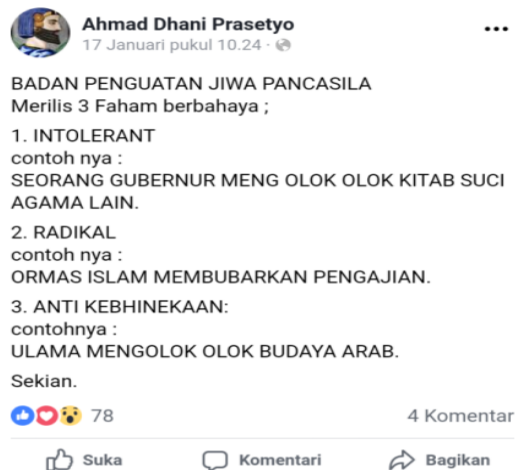 Ahmad Dhani Prasetyo
17 Januari pukul 10.24 ·
BADAN PENGUATAN JIWA PANCASILA
Merilis 3 Faham berbahaya ;
1. INTOLERANT
contoh nya :
SEORANG GUBERNUR MENG OLOK OLOK KITAB SUCI
AGAMA LAIN.
2. RADIKAL
contoh nya :
ORMAS ISLAM MEMBUBARKAN PENGAJIAN.
3. ANTI KEBHINEKAAN:
contohnya :
ULAMA MENGOLOK OLOK BUDAYA ARAB.
Sekian.
78 4 Komentar
Suka Komentari Bagikan